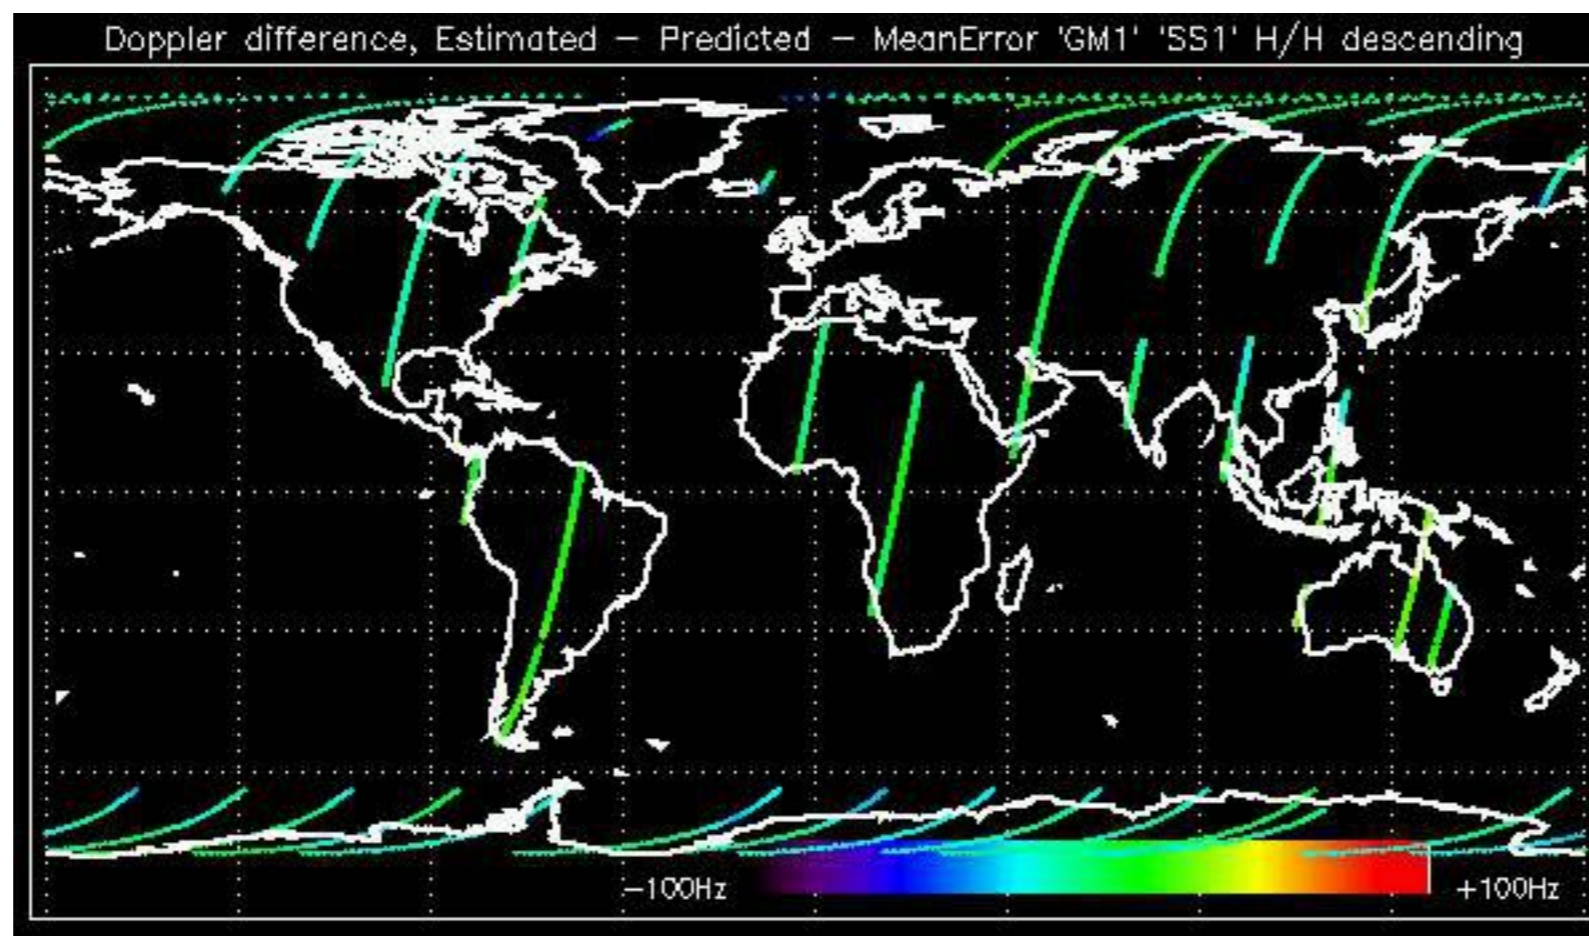 Doppler difference, Estimated − Predicted − MeanError 'GM1' 'SS1' H/H descending
−100Hz
+100Hz